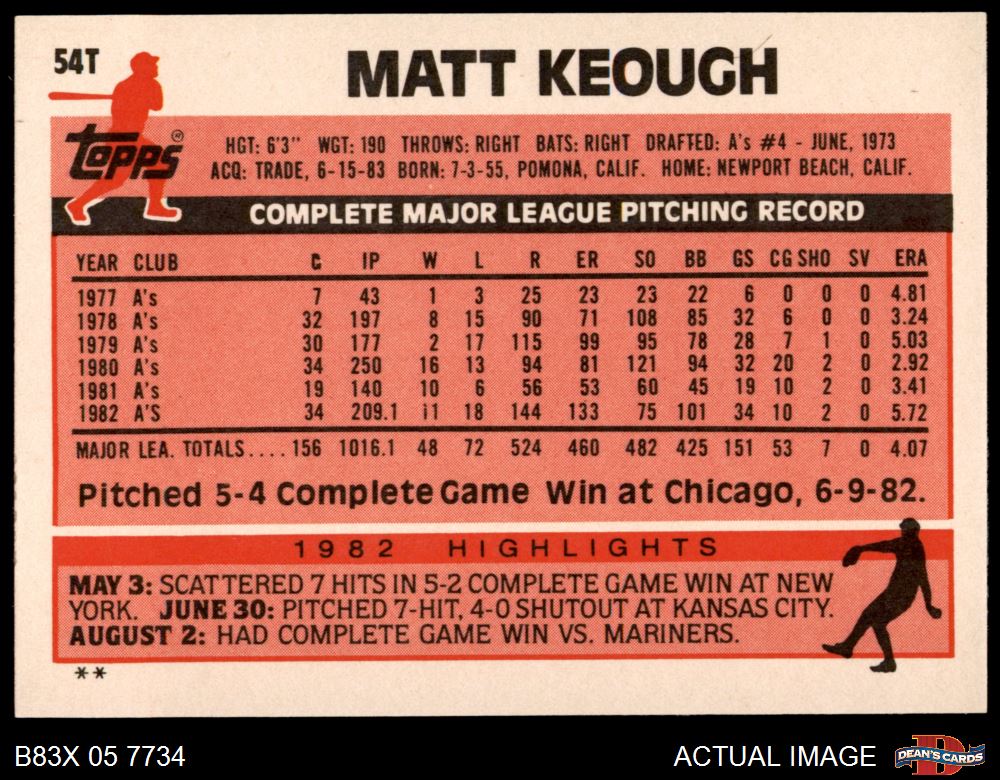 54T
MATT KEOUGH
Topps®
HGT: 6'3" WGT: 190 THROWS: RIGHT BATS: RIGHT DRAFTED: A's #4 - JUNE, 1973
ACQ: TRADE, 6-15-83 BORN: 7-3-55, POMONA, CALIF. HOME: NEWPORT BEACH, CALIF.
COMPLETE MAJOR LEAGUE PITCHING RECORD
YEAR CLUB G IP W L R ER SO BB GS CG SHO SV ERA
1977 A's 7 43 1 3 25 23 23 22 6 0 0 0 4.81
1978 A's 32 197 8 15 90 71 108 85 32 6 0 0 3.24
1979 A's 30 177 2 17 115 99 95 78 28 7 1 0 5.03
1980 A's 34 250 16 13 94 81 121 94 32 20 2 0 2.92
1981 A's 19 140 10 6 56 53 60 45 19 10 2 0 3.41
1982 A'S 34 209.1 11 18 144 133 75 101 34 10 2 0 5.72
MAJOR LEA. TOTALS.... 156 1016.1 48 72 524 460 482 425 151 53 7 0 4.07
Pitched 5-4 Complete Game Win at Chicago, 6-9-82.
1982 HIGHLIGHTS
MAY 3: SCATTERED 7 HITS IN 5-2 COMPLETE GAME WIN AT NEW
YORK. JUNE 30: PITCHED 7-HIT, 4-0 SHUTOUT AT KANSAS CITY.
AUGUST 2: HAD COMPLETE GAME WIN VS. MARINERS.
**
B83X 05 7734
ACTUAL IMAGE
DEAN'S CARDS